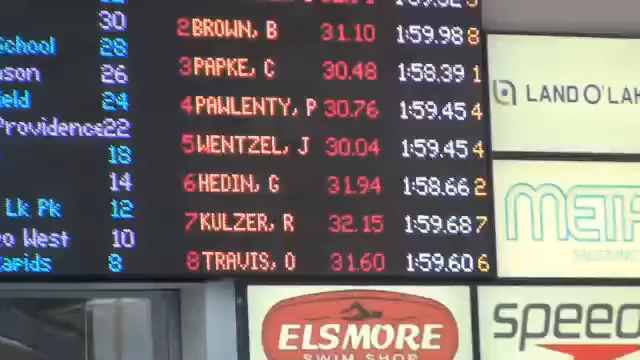 30
2 BROWN, B 31.10 1:59.98 8
School 28
3 PAPKE, C 30.48 1:58.39 1
ason 26
4 PAWLENTY, P 30.76 1:59.45 4
field 24
Providence 22
5 WENTZEL, J 30.04 1:59.45 4
18
14
6 HEDIN, G 31.94 1:58.66 2
Lk Pk 12
7 KULZER, R 32.15 1:59.68 7
o West 10
8 TRAVIS, O 31.60 1:59.60 6
Rapids 8
LAND O'LAK
META
ELSMORE
SWIM SHOP
speed